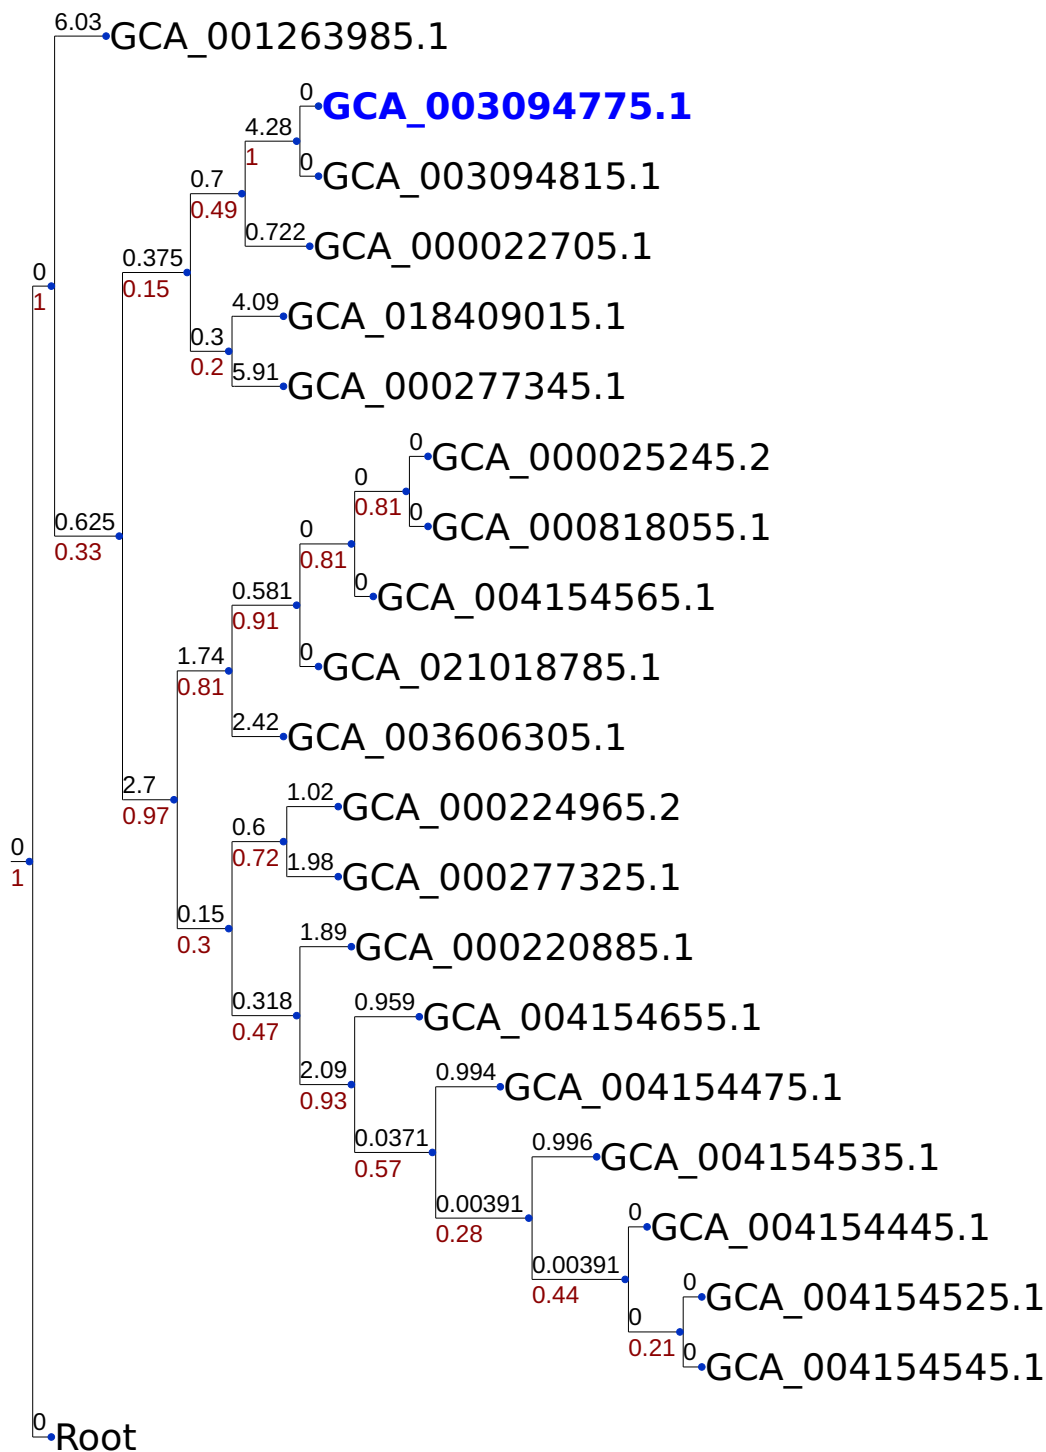 6.03
GCA_001263985.1
0
GCA_003094775.1
4.28
1
0
GCA_003094815.1
0.7
0.49
0.722
GCA_000022705.1
0.375
0.15
0
1
4.09
GCA_018409015.1
0.3
0.2
5.91
GCA_000277345.1
0
GCA_000025245.2
0
0.81
0
GCA_000818055.1
0.625
0.33
0
0.81
0
GCA_004154565.1
0.581
0.91
0
GCA_021018785.1
1.74
0.81
2.42
GCA_003606305.1
2.7
0.97
1.02
GCA_000224965.2
0.6
0.72
1.98
GCA_000277325.1
0
1
0.15
0.3
1.89
GCA_000220885.1
0.318
0.47
0.959
GCA_004154655.1
2.09
0.93
0.994
GCA_004154475.1
0.0371
0.57
0.996
GCA_004154535.1
0.00391
0.28
0
GCA_004154445.1
0.00391
0.44
0
GCA_004154525.1
0
0.21
0
GCA_004154545.1
0
Root